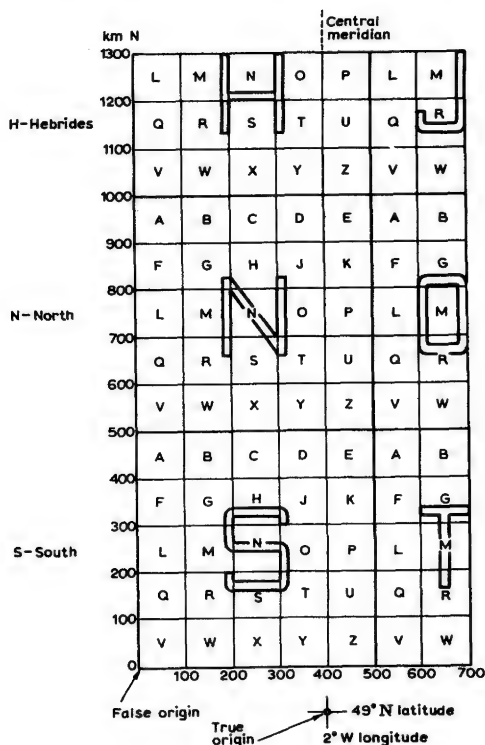 Central
meridian
km N
1300
L M N O P L M
1200
H-Hebrides
Q R S T U Q R
1100
V W X Y Z V W
1000
A B C D E A B
900
F G H J K F G
800
N-North
L M N O P L M
700
Q R S T U Q R
600
V W X Y Z V W
500
A B C D E A B
400
F G H J K F G
300
S-South
L M N O P L M
200
Q R S T U Q R
100
V W X Y Z V W
0
100 200 300 400 500 600 700
H J
N O
S T
False origin
True
origin
49° N latitude
2° W longitude